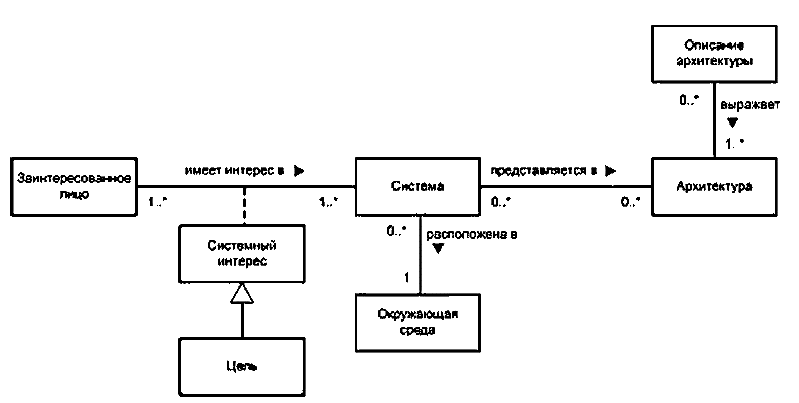 Описание
архитектуры
0..*
выражает
1..*
Заинтересованное
лицо
имеет интерес в
1..*
1..*
Система
представляется в
0..*
0..*
Архитектура
Системный
интерес
0..*
расположена в
1
Окружающая
среда
Цель